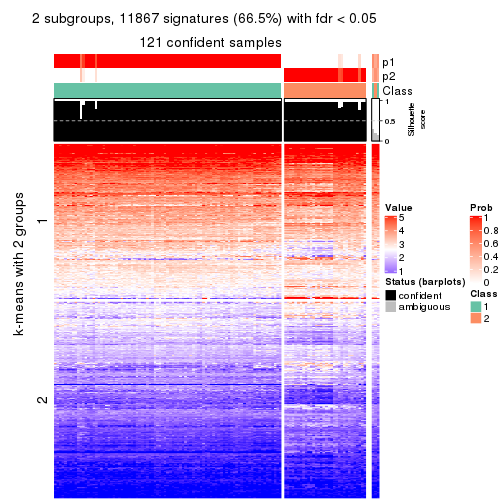 2 subgroups, 11867 signatures (66.5%) with fdr < 0.05
121 confident samples
p1
p2
Class
1
0.5
0
Silhouette
score
k-means with 2 groups
1
2
Value
5
4
3
2
1
Status (barplots)
confident
ambiguous
Prob
1
0.8
0.6
0.4
0.2
0
Class
1
2